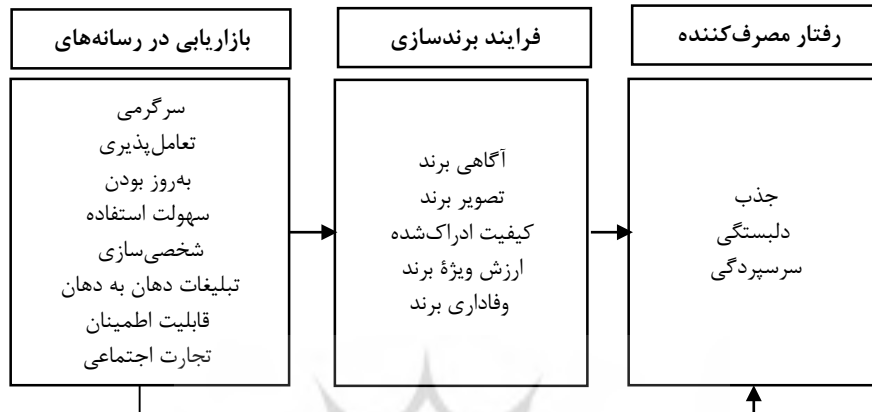 رفتار مصرف‌کننده
فرایند برندسازی
بازاریابی در رسانه‌های
جذب
دلبستگی
سرسپردگی
آگاهی برند
تصویر برند
کیفیت ادراک‌شده
ارزش ویژهٔ برند
وفاداری برند
سرگرمی
تعامل‌پذیری
به‌روز بودن
سهولت استفاده
شخصی‌سازی
تبلیغات دهان به دهان
قابلیت اطمینان
تجارت اجتماعی